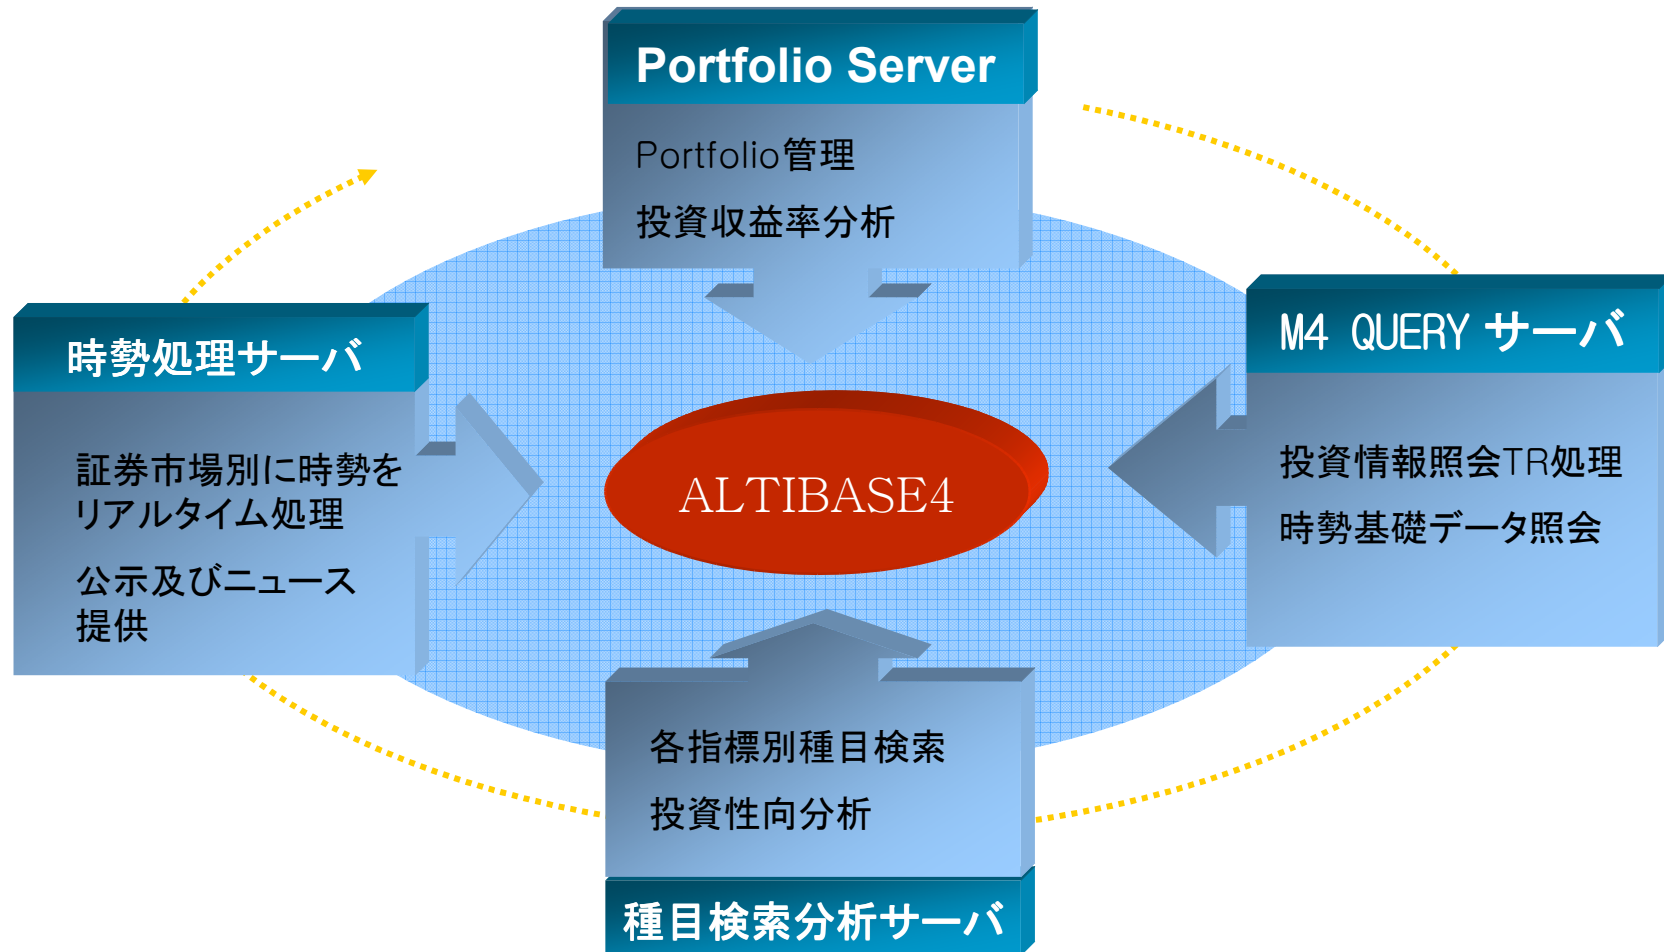 Portfolio Server
Portfolio管理
投資収益率分析
時勢処理サーバ
証券市場別に時勢を
リアルタイム処理
公示及びニュース
提供
ALTIBASE4
M4 QUERY サーバ
投資情報照会TR処理
時勢基礎データ照会
各指標別種目検索
投資性向分析
種目検索分析サーバ